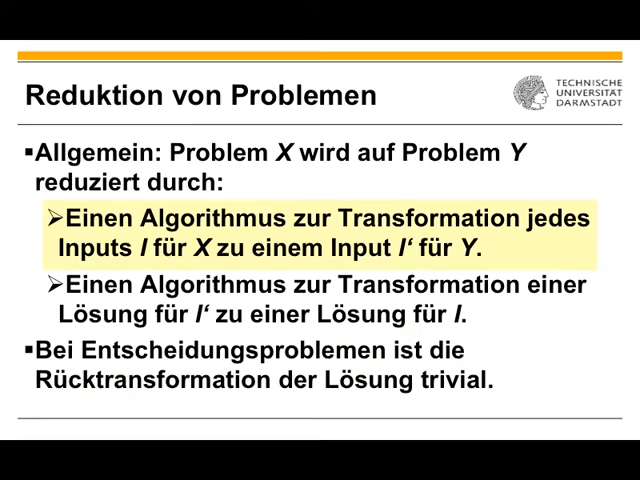 Reduktion von Problemen
TECHNISCHE
UNIVERSITÄT
DARMSTADT
▪Allgemein: Problem X wird auf Problem Y
reduziert durch:
➢Einen Algorithmus zur Transformation jedes
Inputs I für X zu einem Input I‘ für Y.
➢Einen Algorithmus zur Transformation einer
Lösung für I‘ zu einer Lösung für I.
▪Bei Entscheidungsproblemen ist die
Rücktransformation der Lösung trivial.